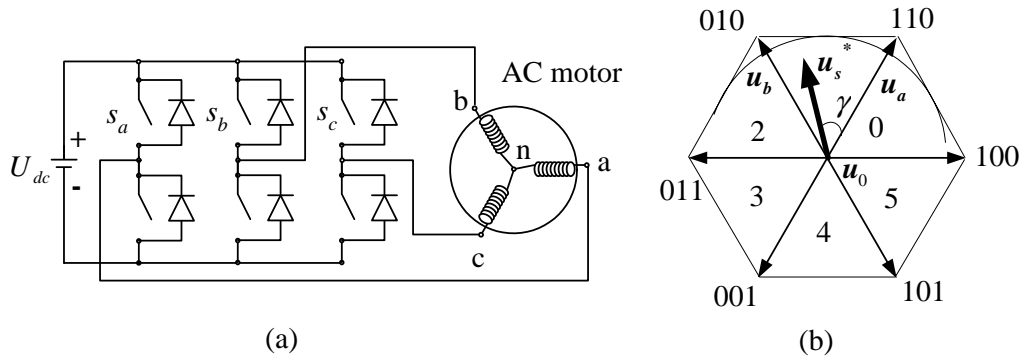 AC motor
s_a
s_b
s_c
b
n
a
c
+
U_dc
-
(a)
010
110
u_s*
u_b
u_a
γ
2
0
u_0
011
100
3
5
4
001
101
(b)